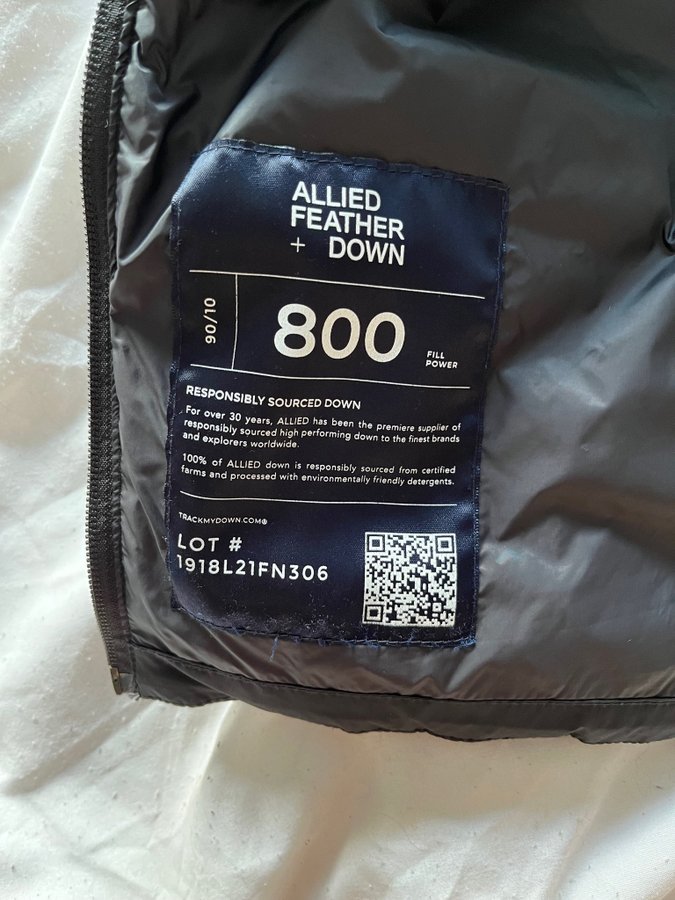 ALLIED
FEATHER
+ DOWN
90/10
800
FILL
POWER
RESPONSIBLY SOURCED DOWN
For over 30 years, ALLIED has been the premiere supplier of
responsibly sourced high performing down to the finest brands
and explorers worldwide.
100% of ALLIED down is responsibly sourced from certified
farms and processed with environmentally friendly detergents.
TRACKMYDOWN.COM®
LOT #
1918L21FN306